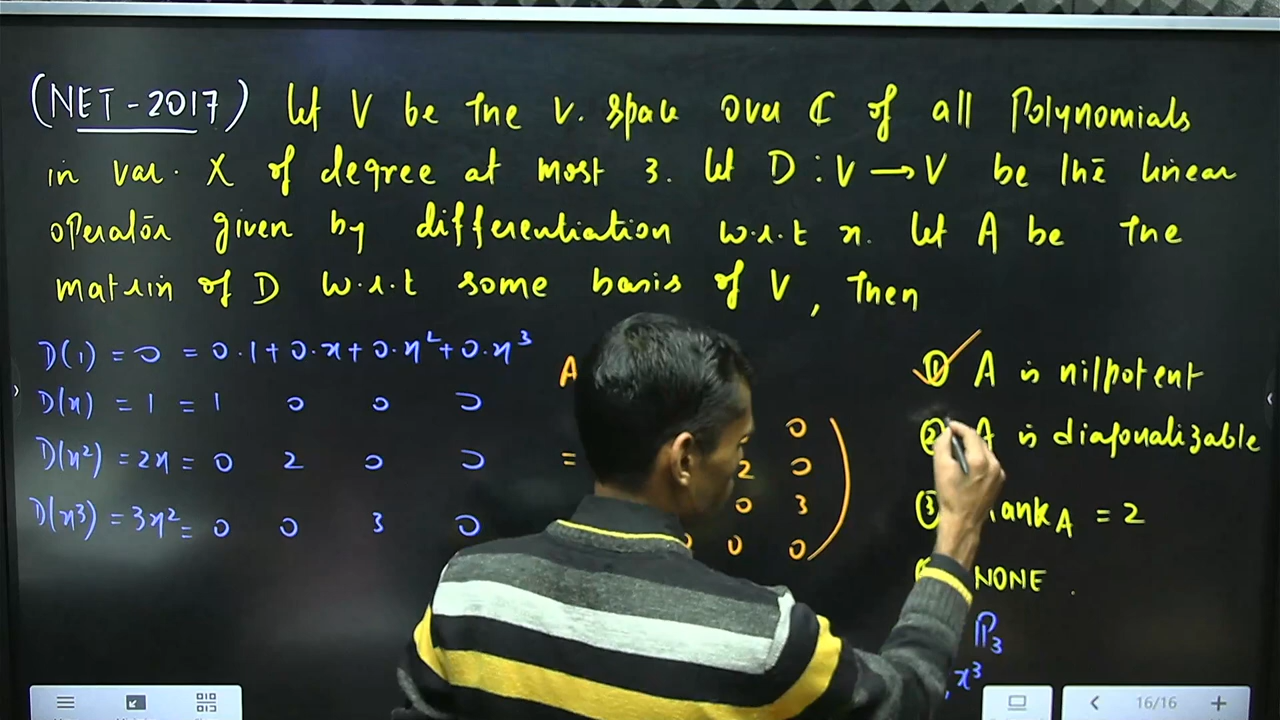 (NET-2017) Let V be the v. space over ℂ of all Polynomials
in var. X of degree at most 3. Let D : V → V be the linear
operator given by differentiation w.r.t x. Let A be the
matrix of D w.r.t some basis of V, Then
D(1) = 0 = 0·1 + 0·x + 0·x² + 0·x³
D(x) = 1 = 1 0 0 0
D(x²) = 2x = 0 2 0 0
D(x³) = 3x² = 0 0 3 0
A
0
= 2 0
0 3
0 0
① A is nilpotent
② A is diagonalizable
③ rank A = 2
NONE.
P₃
, x³
16/16